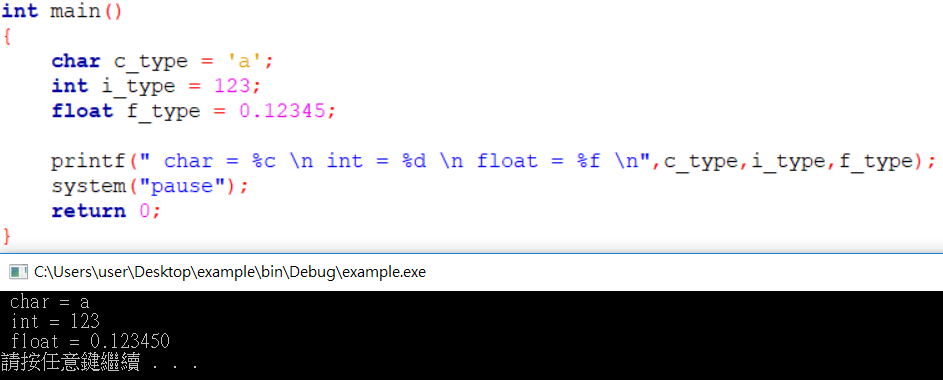 int main()
{
    char c_type = 'a';
    int i_type = 123;
    float f_type = 0.12345;
    printf(" char = %c \n int = %d \n float = %f \n",c_type,i_type,f_type);
    system("pause");
    return 0;
}
C:\Users\user\Desktop\example\bin\Debug\example.exe
 char = a
 int = 123
 float = 0.123450
請按任意鍵繼續 . . .